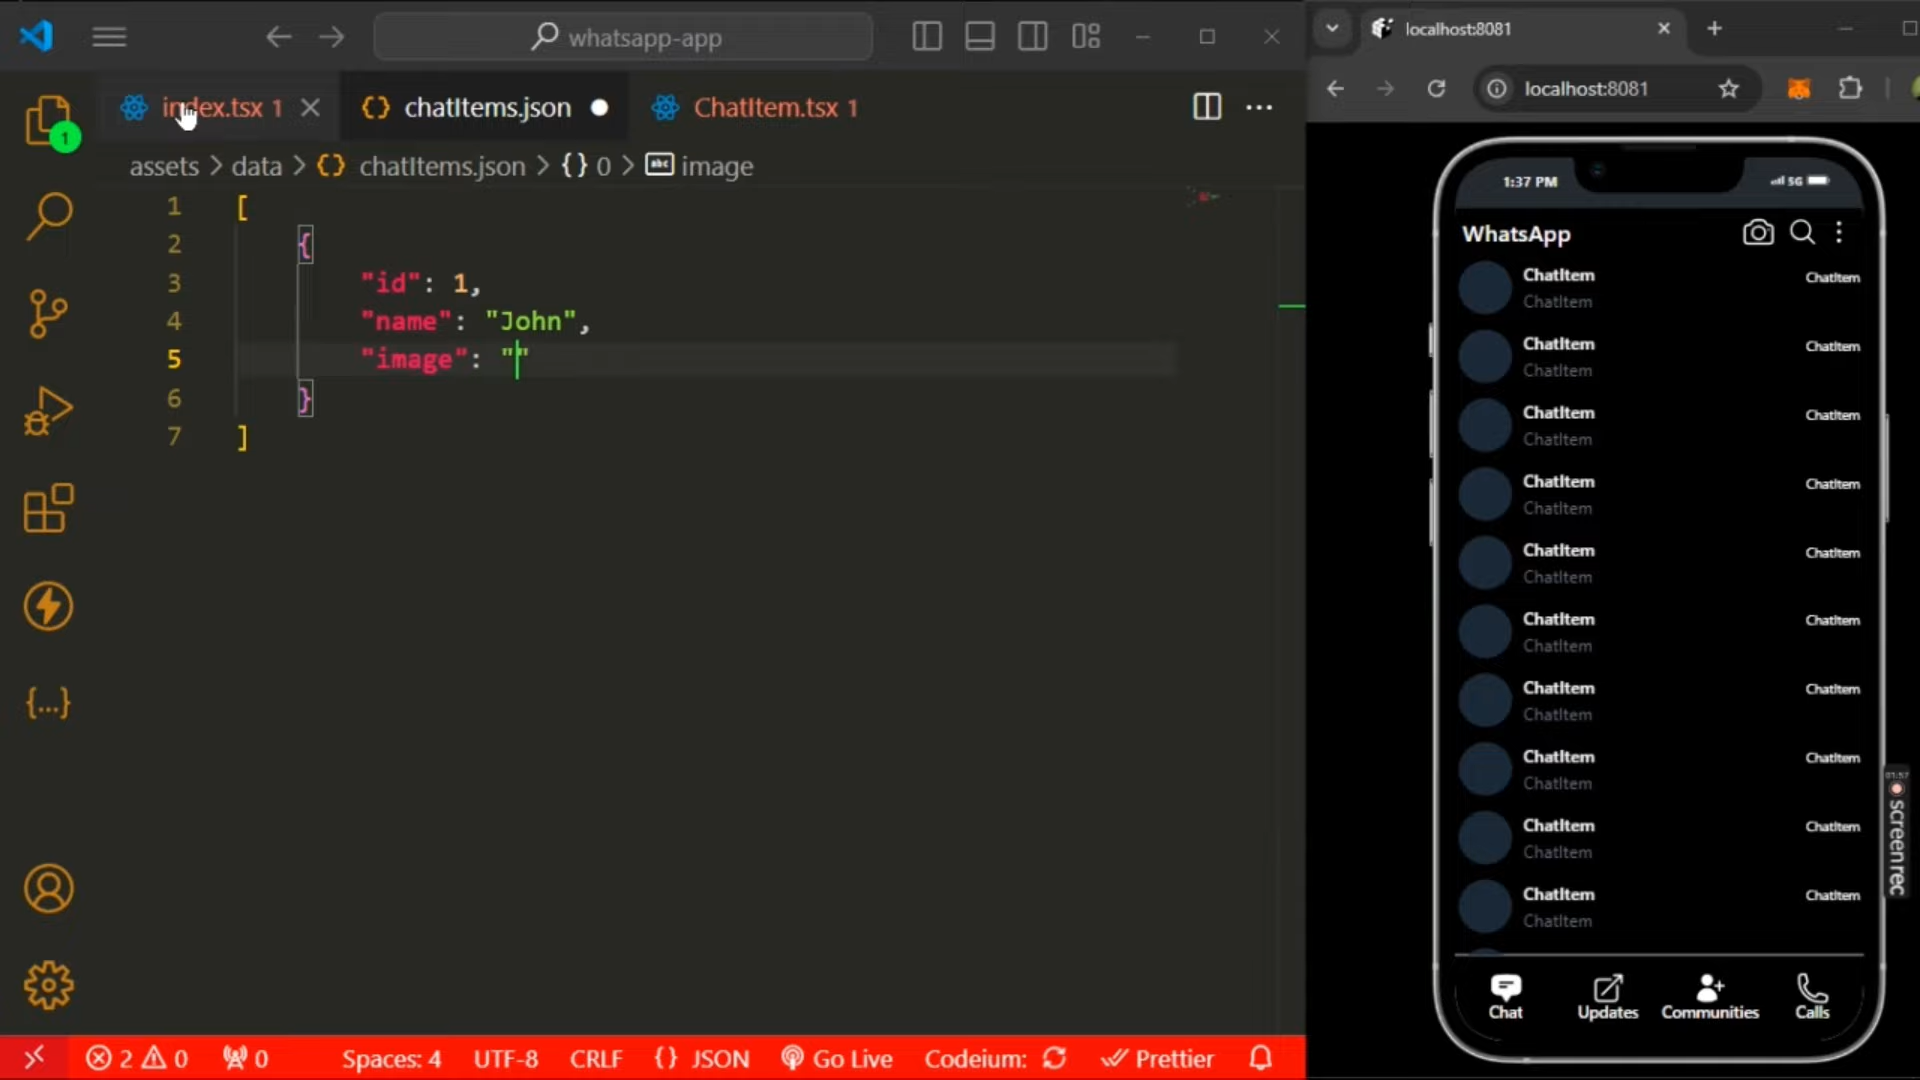 whatsapp-app
index.tsx 1
chatItems.json
ChatItem.tsx 1
1
assets > data > {} chatItems.json > {} 0 > abc image
1 [
2 {
3 "id": 1,
4 "name": "John",
5 "image": ""
6 }
7 ]
{...}
2 0 0 Spaces: 4 UTF-8 CRLF {} JSON Go Live Codeium: Prettier
localhost:8081
localhost:8081
1:37 PM
5G
WhatsApp
ChatItem ChatItem
ChatItem
ChatItem ChatItem
ChatItem
ChatItem ChatItem
ChatItem
ChatItem ChatItem
ChatItem
ChatItem ChatItem
ChatItem
ChatItem ChatItem
ChatItem
ChatItem ChatItem
ChatItem
ChatItem ChatItem
ChatItem
ChatItem ChatItem
ChatItem
ChatItem ChatItem
ChatItem
Chat Updates Communities Calls
01:57
screenrec